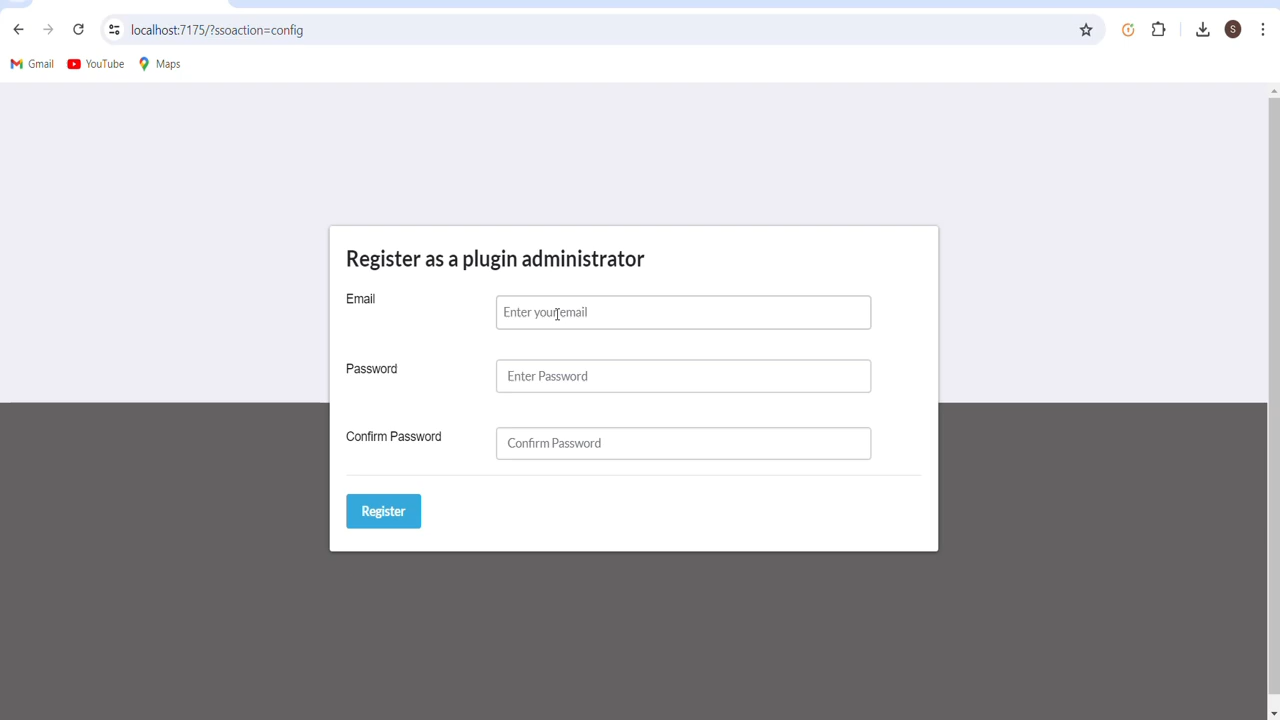 localhost:7175/?ssoaction=config
S
Gmail YouTube Maps
Register as a plugin administrator
Email
Enter your email
Password
Enter Password
Confirm Password
Confirm Password
Register